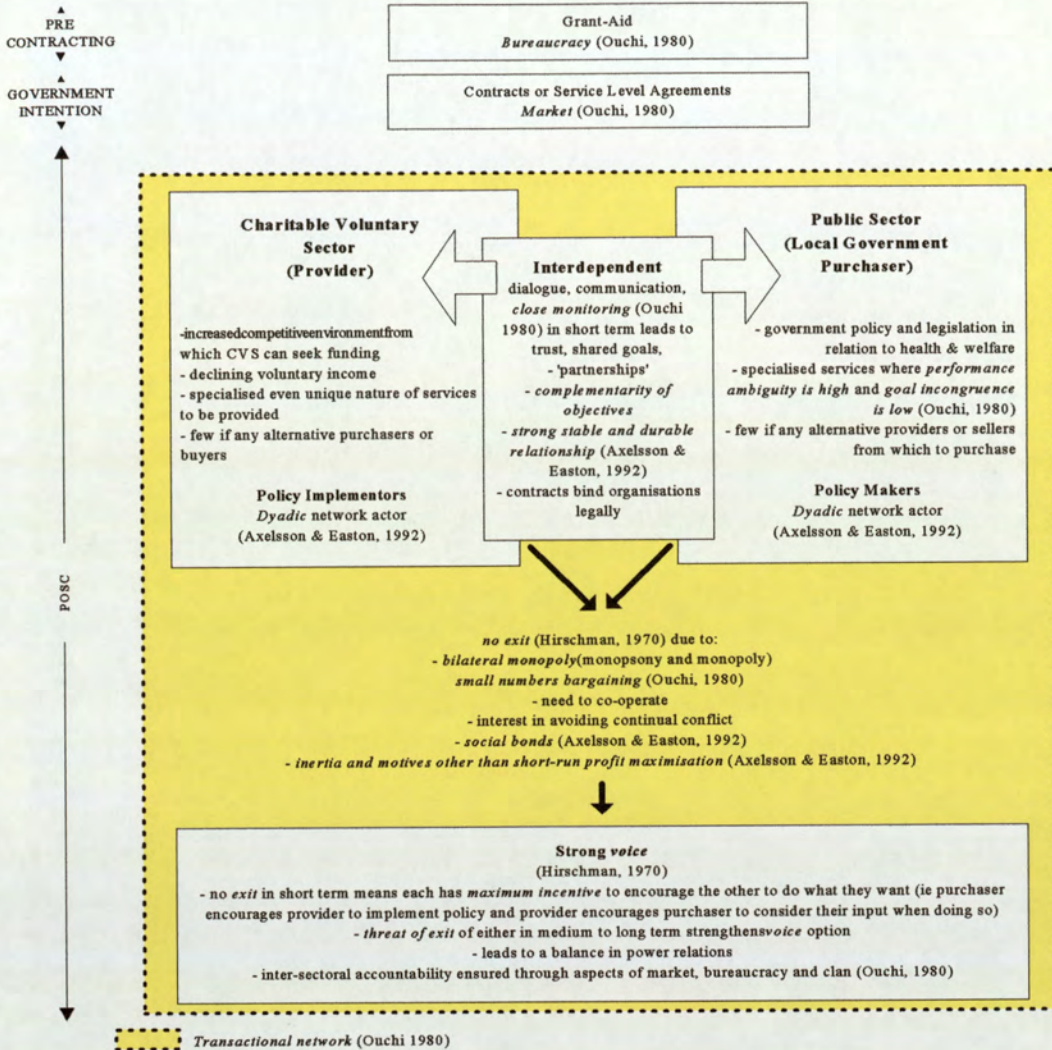 PRE
CONTRACTING
Grant-Aid
Bureaucracy (Ouchi, 1980)
GOVERNMENT
INTENTION
Contracts or Service Level Agreements
Market (Ouchi, 1980)
POSC
Charitable Voluntary
Sector
(Provider)
-increasedcompetitiveenvironmentfrom
which CVS can seek funding
- declining voluntary income
- specialised even unique nature of services
to be provided
- few if any alternative purchasers or
buyers
Policy Implementors
Dyadic network actor
(Axelsson & Easton, 1992)
Interdependent
dialogue, communication,
close monitoring (Ouchi
1980) in short term leads to
trust, shared goals,
- 'partnerships'
- complementarity of
objectives
- strong stable and durable
relationship (Axelsson &
Easton, 1992)
- contracts bind organisations
legally
Public Sector
(Local Government
Purchaser)
- government policy and legislation in
relation to health & welfare
- specialised services where performance
ambiguity is high and goal incongruence
is low (Ouchi, 1980)
- few if any alternative providers or sellers
from which to purchase
Policy Makers
Dyadic network actor
(Axelsson & Easton, 1992)
no exit (Hirschman, 1970) due to:
- bilateral monopoly(monopsony and monopoly)
small numbers bargaining (Ouchi, 1980)
- need to co-operate
- interest in avoiding continual conflict
- social bonds (Axelsson & Easton, 1992)
- inertia and motives other than short-run profit maximisation (Axelsson & Easton, 1992)
Strong voice
(Hirschman, 1970)
- no exit in short term means each has maximum incentive to encourage the other to do what they want (ie purchaser
encourages provider to implement policy and provider encourages purchaser to consider their input when doing so)
- threat of exit of either in medium to long term strengthensvoice option
- leads to a balance in power relations
- inter-sectoral accountability ensured through aspects of market, bureaucracy and clan (Ouchi, 1980)
Transactional network (Ouchi 1980)